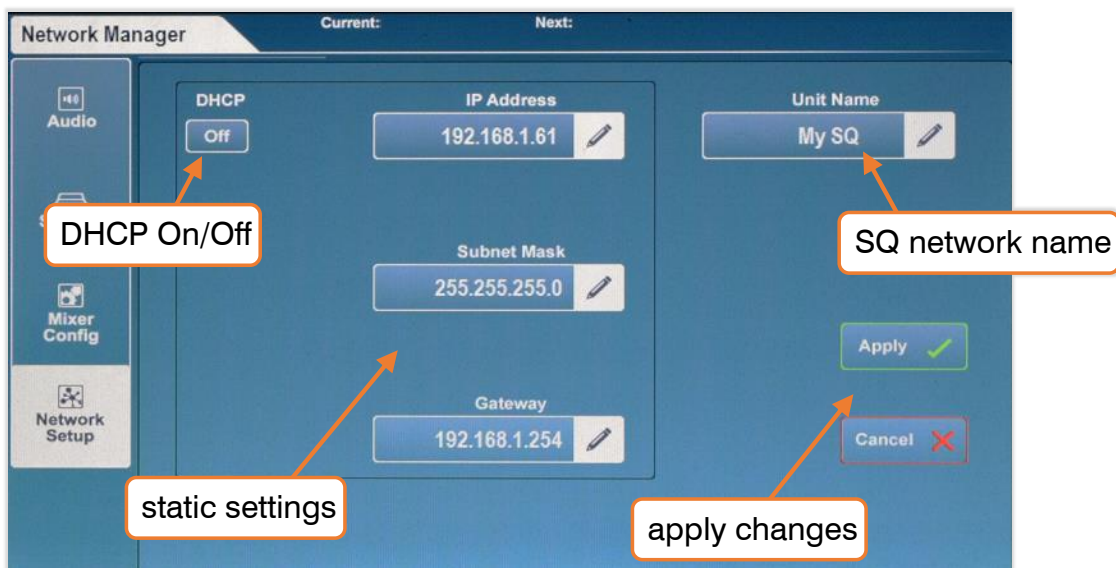 Network Manager
Current:
Next:
Audio
DHCP
Off
IP Address
192.168.1.61
Unit Name
My SQ
DHCP On/Off
SQ network name
Subnet Mask
255.255.255.0
Mixer
Config
Apply
Network
Setup
Gateway
192.168.1.254
Cancel
static settings
apply changes